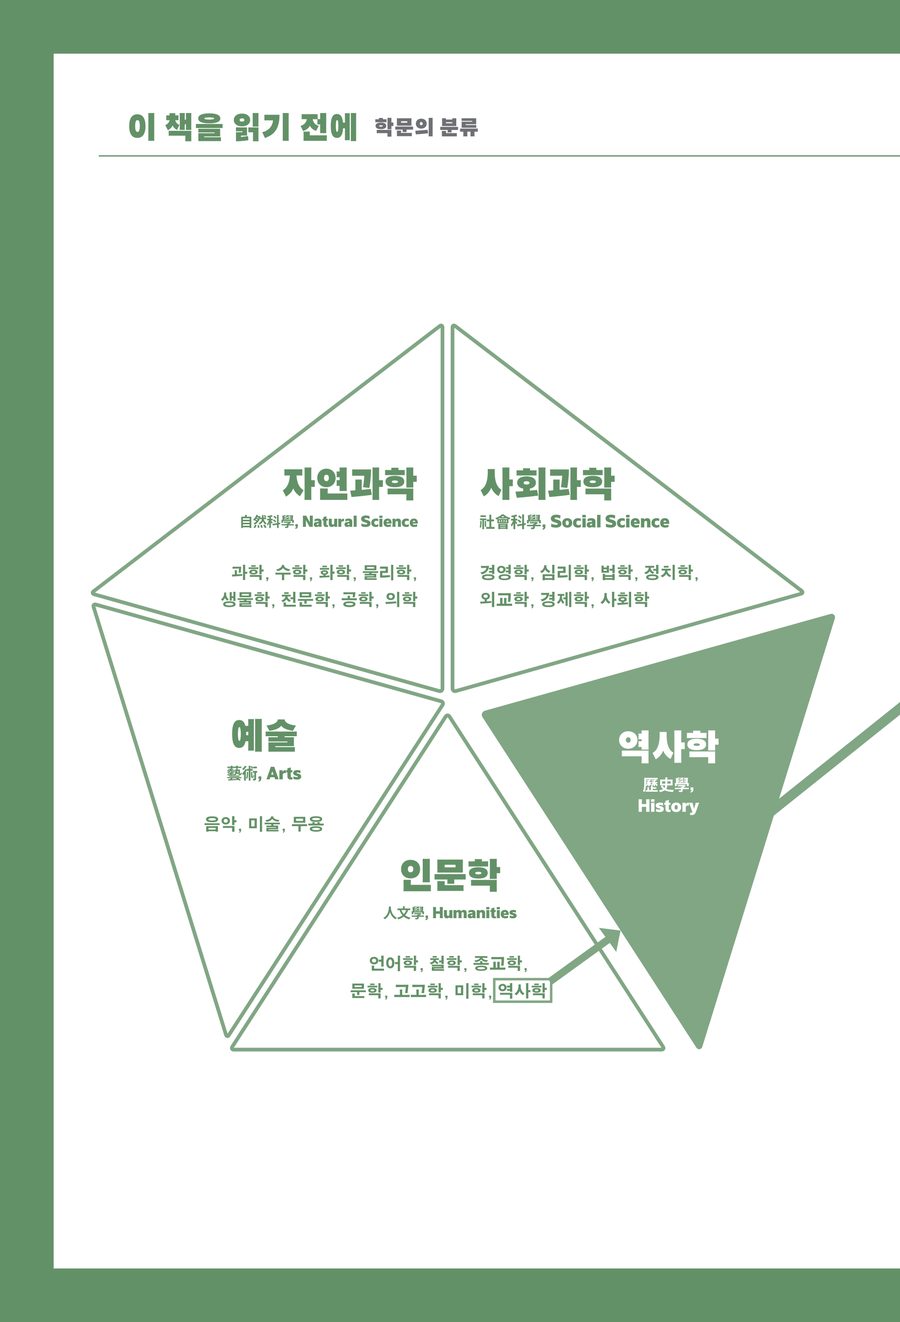 이 책을 읽기 전에 학문의 분류
자연과학
自然科學, Natural Science
과학, 수학, 화학, 물리학,
생물학, 천문학, 공학, 의학
사회과학
社會科學, Social Science
경영학, 심리학, 법학, 정치학,
외교학, 경제학, 사회학
예술
藝術, Arts
음악, 미술, 무용
역사학
歷史學,
History
인문학
人文學, Humanities
언어학, 철학, 종교학,
문학, 고고학, 미학, 역사학